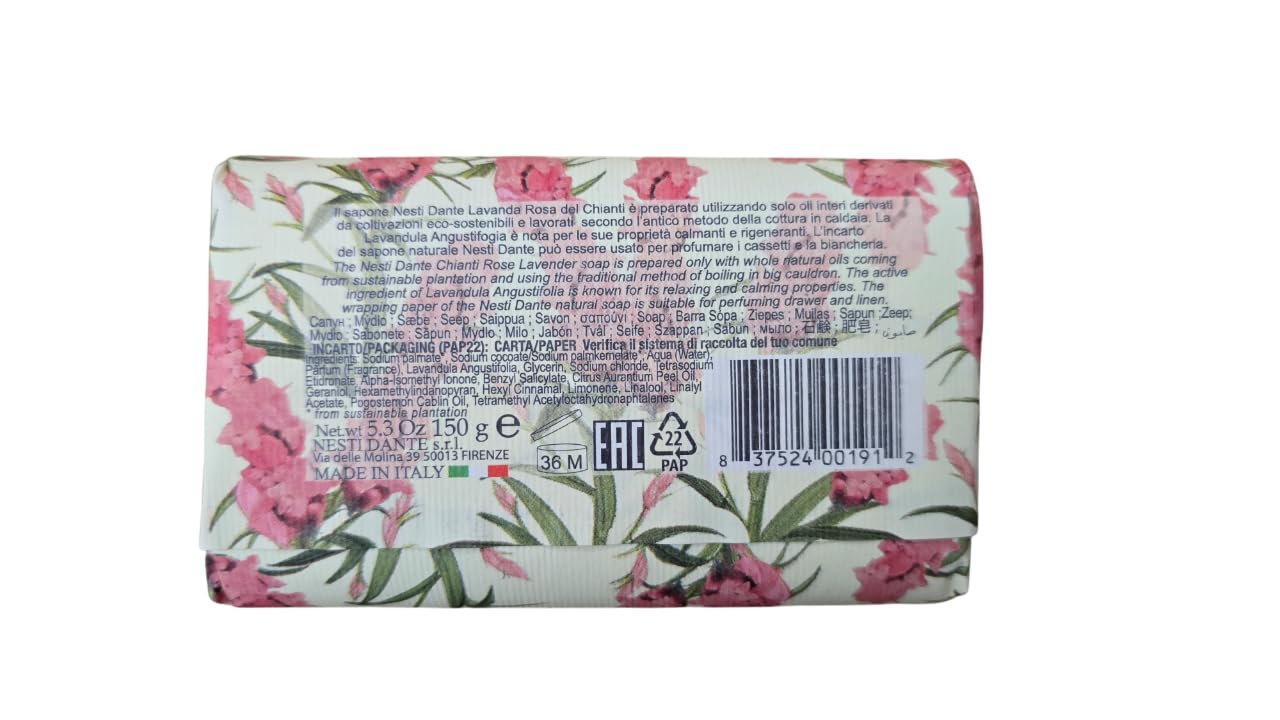 Il sapone Nesti Dante Lavanda Rosa del Chianti è preparato utilizzando solo oli interi derivati
da coltivazioni eco-sostenibili e lavorati secondo l'antico metodo della cottura in caldaia. La
Lavandula Angustifogia è nota per le sue proprietà calmanti e rigeneranti. L'incarto
del sapone naturale Nesti Dante può essere usato per profumare i cassetti e la biancheria.
The Nesti Dante Chianti Rose Lavender soap is prepared only with whole natural oils coming
from sustainable plantation and using the traditional method of boiling in big cauldron. The active
ingredient of Lavandula Angustifolia is known for its relaxing and calming properties. The
wrapping paper of the Nesti Dante natural soap is suitable for perfuming drawer and linen.
Сапун ; Mýdlo ; Sæbe ; Seep ; Saippua ; Savon ; σαπούνι ; Soap ; Barra Sópa ; Ziepes ; Muilas ; Sapun ;Zeep;
Mydło ; Sabonete ; Săpun ; Mydlo ; Milo ; Jabón ; Tvål ; Seife ; Szappan ; Sabun ; мыло ; 石鹸 ; 肥皂 ; صابون
INCARTO/PACKAGING (PAP22): CARTA/PAPER Verifica il sistema di raccolta del tuo comune
Ingredients: Sodium palmate*, Sodium cocoate/Sodium palmkernelate*, Aqua (Water),
Parfum (Fragrance), Lavandula Angustifolia, Glycerin, Sodium chloride, Tetrasodium
Etidronate, Alpha-Isomethyl Ionone, Benzyl Salicylate, Citrus Aurantium Peel Oil,
Geraniol, Hexamethylindanopyran, Hexyl Cinnamal, Limonene, Linalool, Linalyl
Acetate, Pogostemon Cablin Oil, Tetramethyl Acetyloctahydronaphtalenes
* from sustainable plantation
Net.wt 5.3 Oz 150 g e
NESTI DANTE s.r.l.
Via delle Molina 39 50013 FIRENZE
MADE IN ITALY
36 M
EAC
22
PAP
8 37524 00191 2